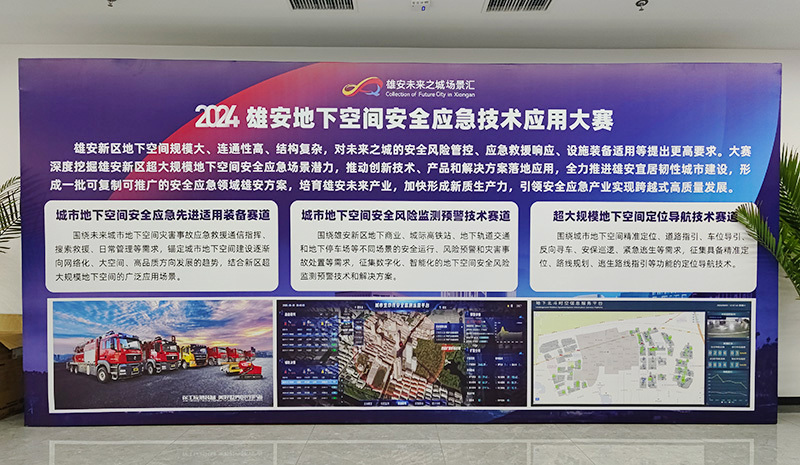 雄安未来之城场景汇
Collection of Future City in Xiongan
2024 雄安地下空间安全应急技术应用大赛
雄安新区地下空间规模大、连通性高、结构复杂，对未来之城的安全风险管控、应急救援响应、设施装备适用等提出更高要求。大赛
深度挖掘雄安新区超大规模地下空间安全应急场景潜力，推动创新技术、产品和解决方案落地应用，全力推进雄安宜居韧性城市建设，形
成一批可复制可推广的安全应急领域雄安方案，培育雄安未来产业，加快形成新质生产力，引领安全应急产业实现跨越式高质量发展。
城市地下空间安全应急先进适用装备赛道
围绕未来城市地下空间灾害事故应急救援通信指挥、
搜索救援、日常管理等需求，锚定城市地下空间建设逐渐
向网络化、大空间、高品质方向发展的趋势，结合新区超
大规模地下空间的广泛应用场景。
城市地下空间安全风险监测预警技术赛道
围绕雄安新区地下商业、城际高铁站、地下轨道交通
和地下停车场等不同场景的安全运行、风险预警和灾害事
故处置等需求，征集数字化、智能化的地下空间安全风险
监测预警技术和解决方案。
超大规模地下空间定位导航技术赛道
围绕城市地下空间精准定位、道路指引、车位导引、
反向寻车、安保巡逻、紧急逃生等需求，征集具备精准定
位、路线规划、逃生路线指引等功能的定位导航技术。